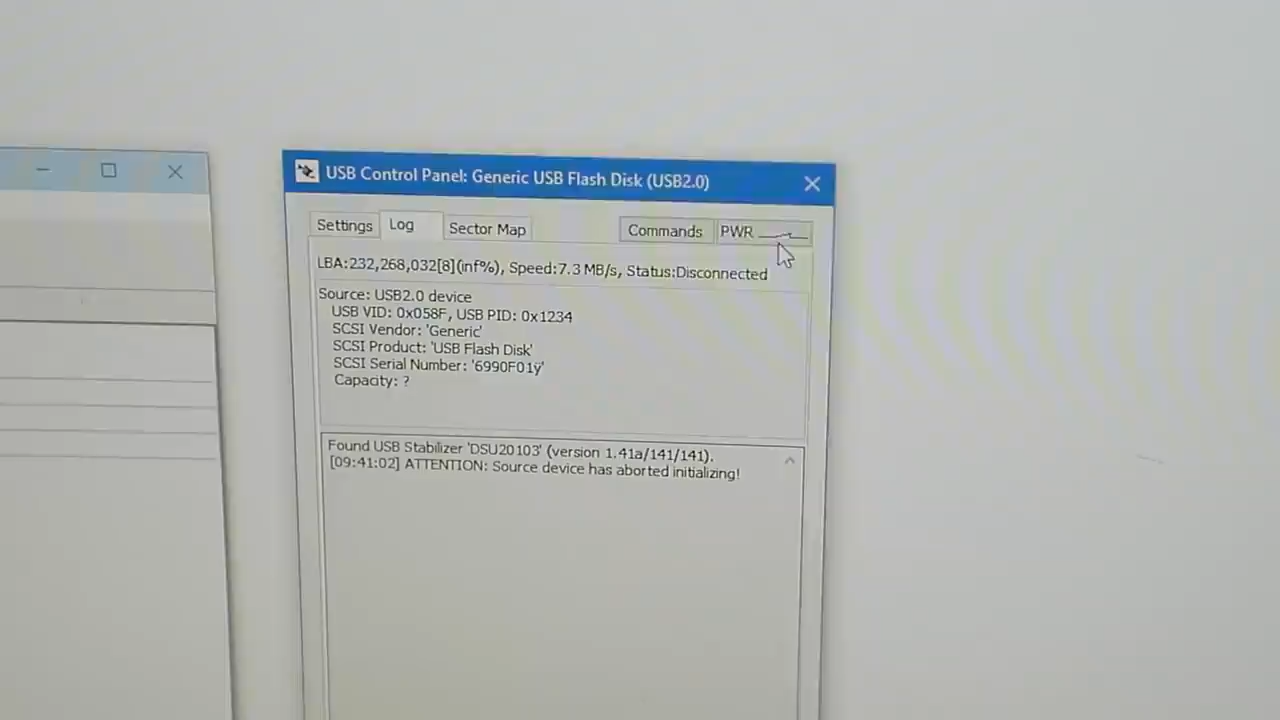 USB Control Panel: Generic USB Flash Disk (USB2.0)
Settings Log Sector Map Commands PWR
LBA:232,268,032[8](inf%), Speed:7.3 MB/s, Status:Disconnected
Source: USB2.0 device
USB VID: 0x058F, USB PID: 0x1234
SCSI Vendor: 'Generic'
SCSI Product: 'USB Flash Disk'
SCSI Serial Number: '6990F01ÿ'
Capacity: ?
Found USB Stabilizer 'DSU20103' (version 1.41a/141/141).
[09:41:02] ATTENTION: Source device has aborted initializing!